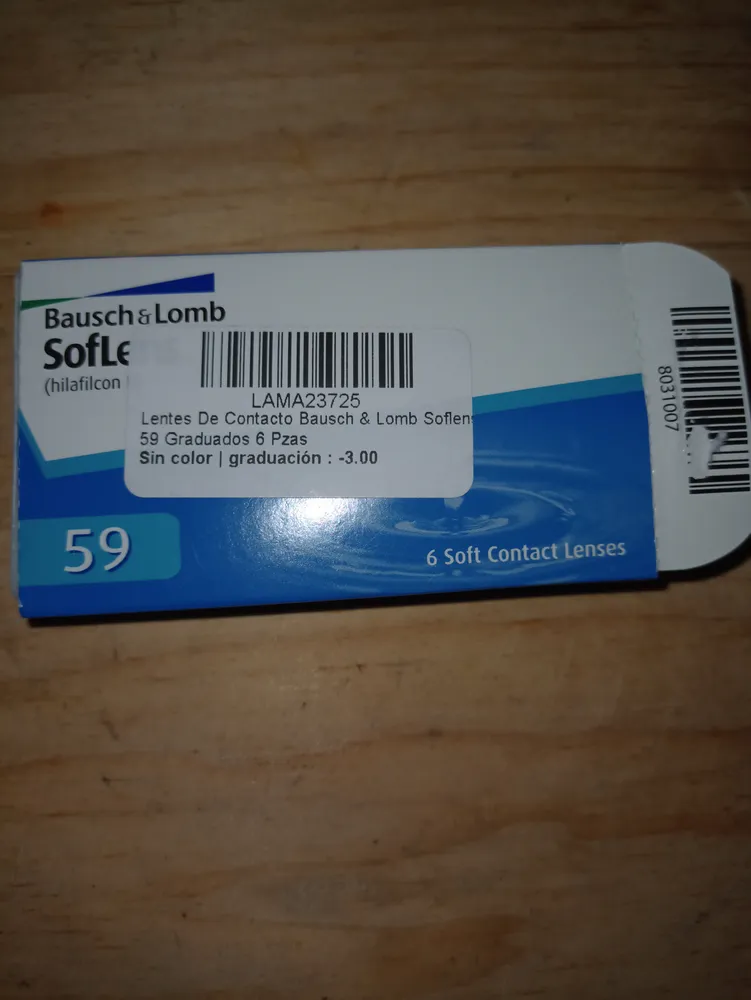 Bausch & Lomb
(hilafilcon
LAMA23725
Lentes De Contacto Bausch & Lomb Soflens
59 Graduados 6 Pzas
Sin color | graduación : -3.00
59
6 Soft Contact Lenses
8031007